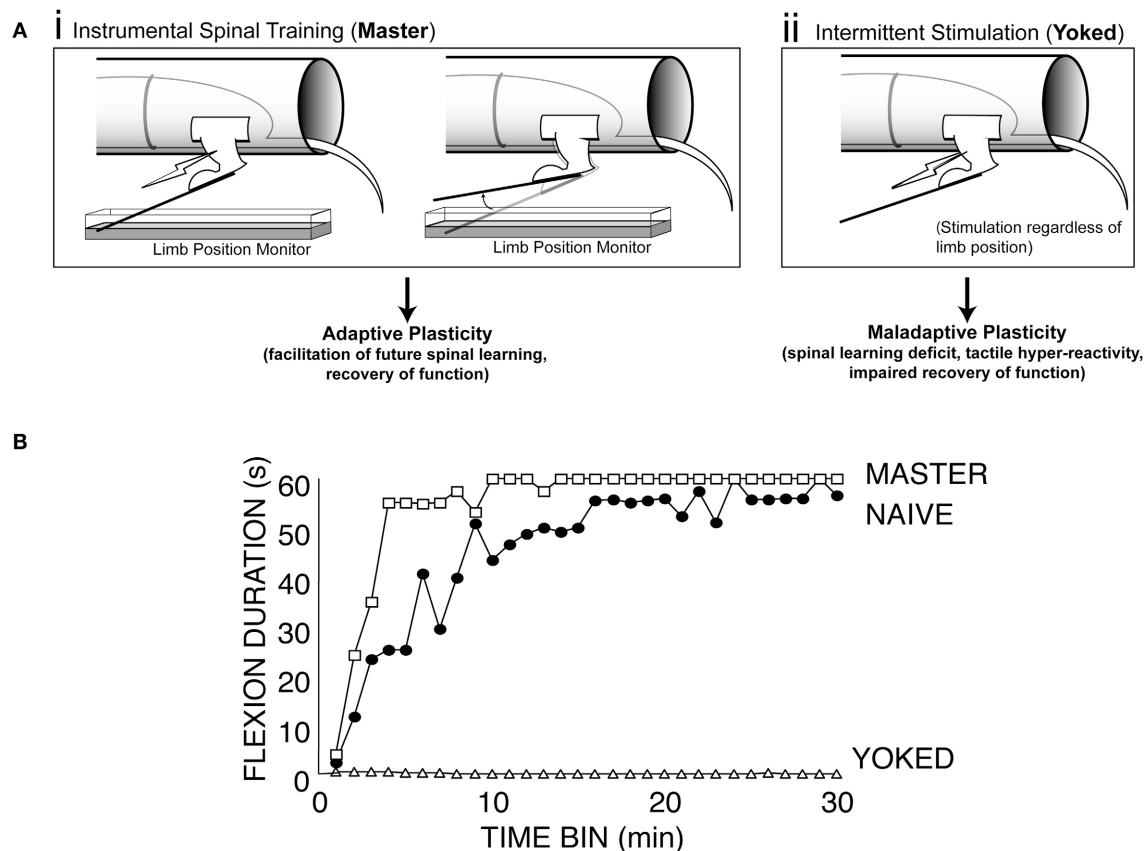 A
i Instrumental Spinal Training (Master)
Limb Position Monitor
Limb Position Monitor
Adaptive Plasticity
(facilitation of future spinal learning,
recovery of function)
ii Intermittent Stimulation (Yoked)
(Stimulation regardless of
limb position)
Maladaptive Plasticity
(spinal learning deficit, tactile hyper-reactivity,
impaired recovery of function)
B
FLEXION DURATION (s)
60
50
40
30
20
10
0
MASTER
NAIVE
YOKED
0 10 20 30
TIME BIN (min)